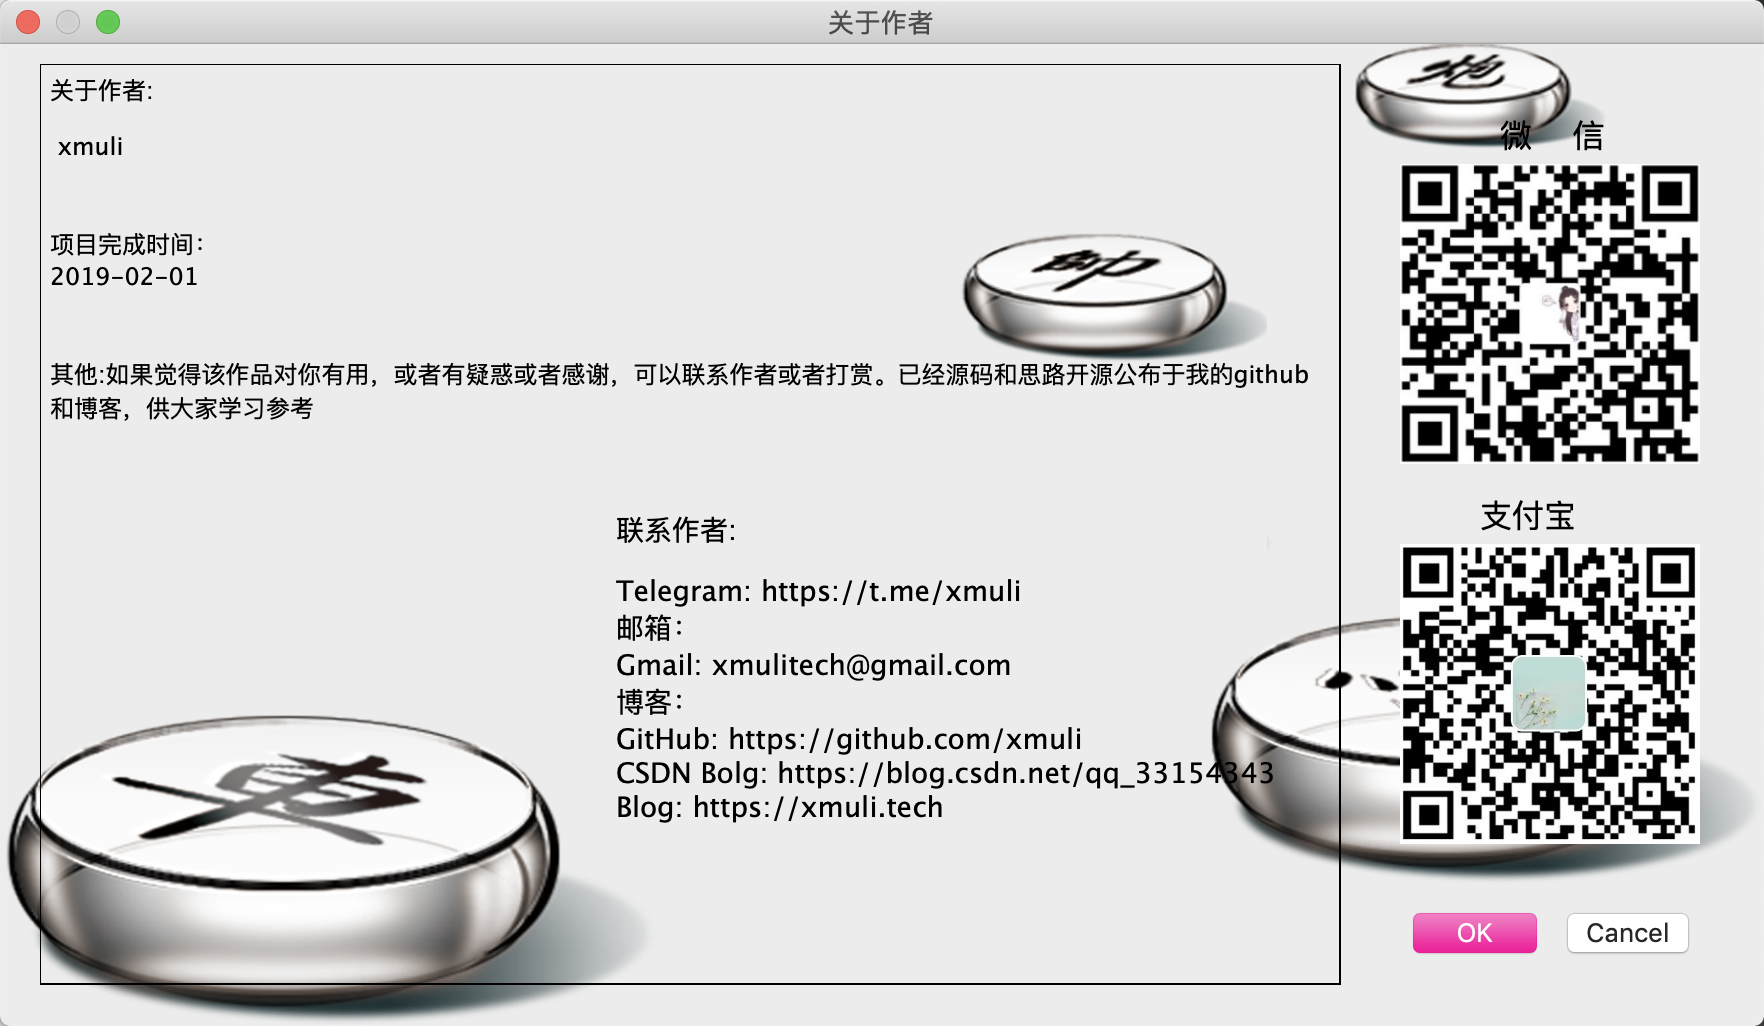 关于作者
关于作者:
xmuli
项目完成时间：
2019-02-01
其他:如果觉得该作品对你有用，或者有疑惑或者感谢，可以联系作者或者打赏。已经源码和思路开源公布于我的github
和博客，供大家学习参考
帥
联系作者:
Telegram: https://t.me/xmuli
邮箱：
Gmail: xmulitech@gmail.com
博客：
GitHub: https://github.com/xmuli
CSDN Bolg: https://blog.csdn.net/qq_33154343
Blog: https://xmuli.tech
車
炮
微 信
支付宝
OK
Cancel